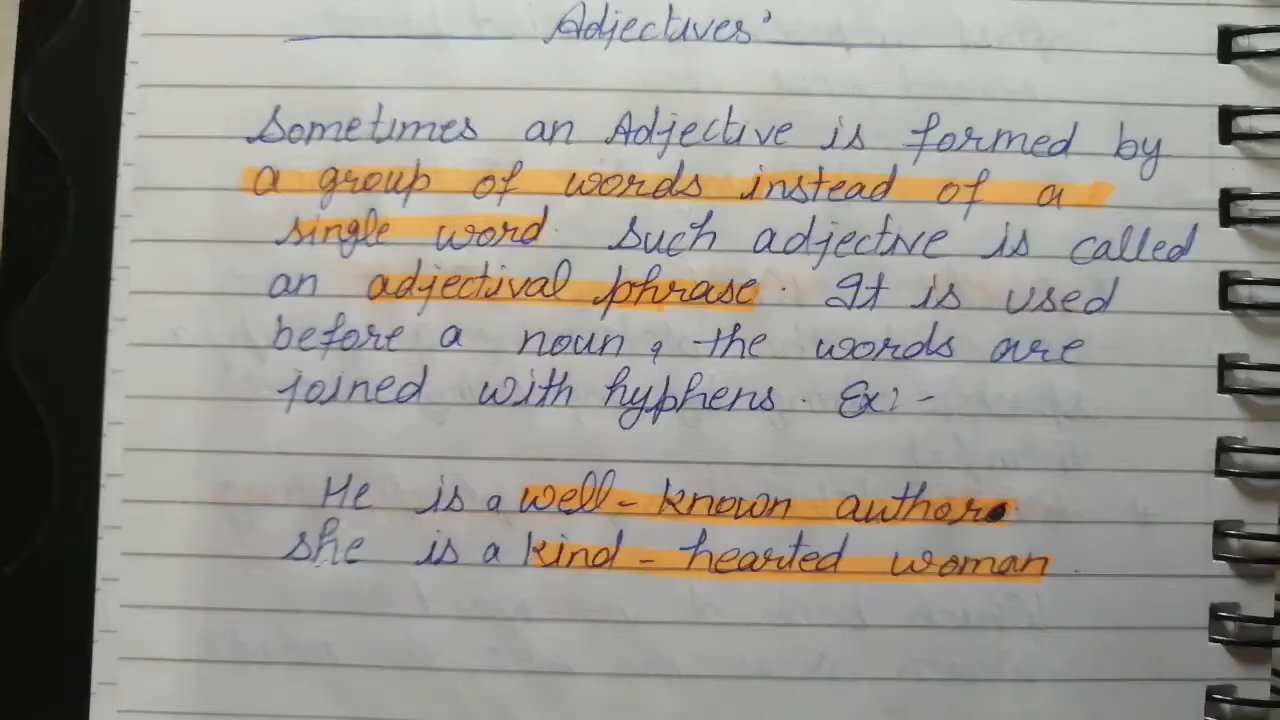 Adjectives'
Sometimes an Adjective is formed by
a group of words instead of a
single word. Such adjective is called
an adjectival phrase. It is used
before a noun, the words are
joined with hyphens. Ex:-
He is a well-known author.
She is a kind-hearted woman.